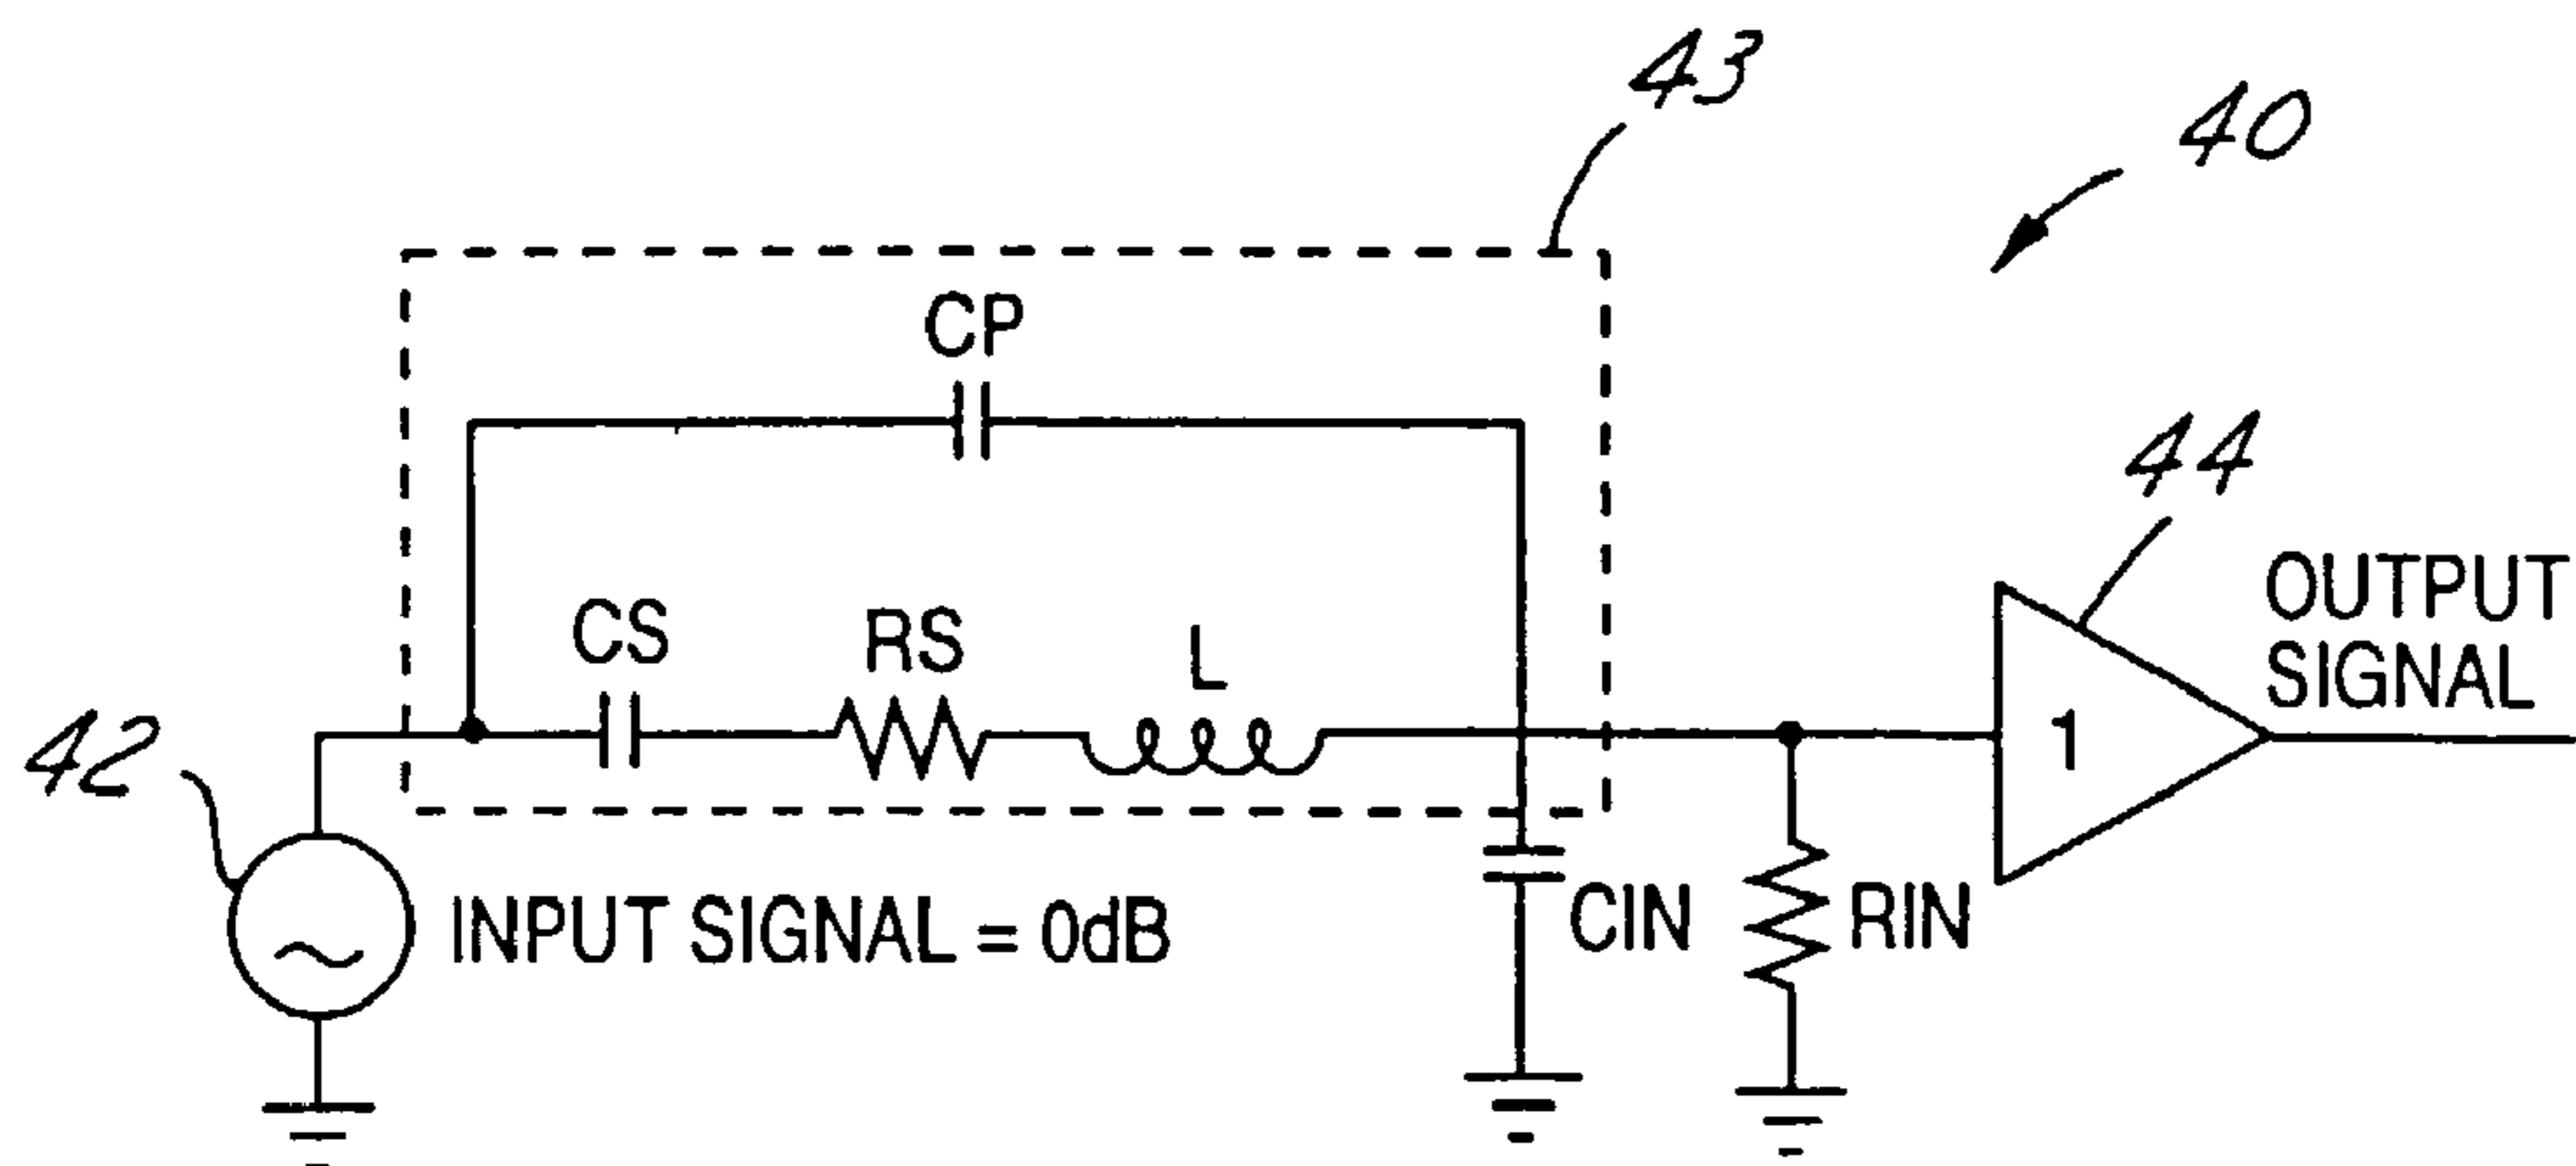 43
40
CP
44
CS
RS
L
OUTPUT
SIGNAL
1
42
INPUT SIGNAL = 0dB
CIN
RIN